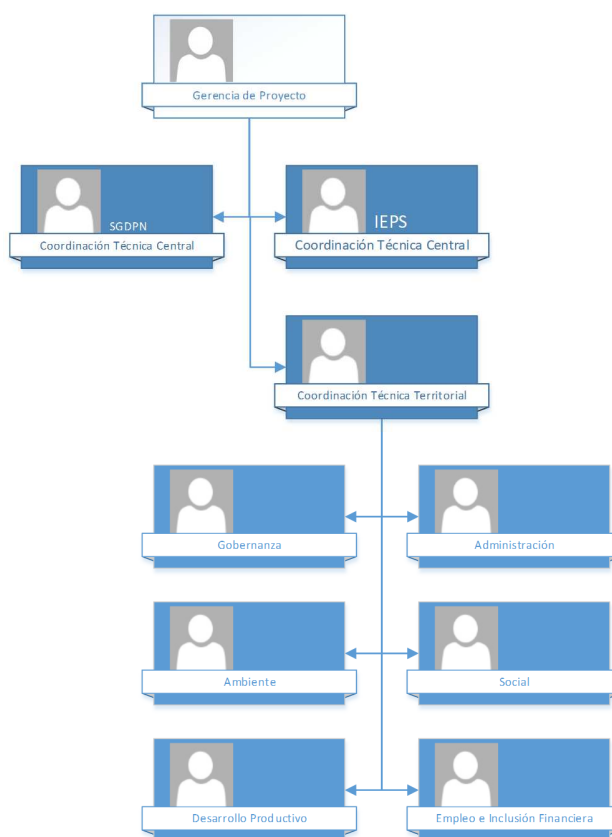 Gerencia de Proyecto
SGDPN
Coordinación Técnica Central
IEPS
Coordinación Técnica Central
Coordinación Técnica Territorial
Gobernanza
Administración
Ambiente
Social
Desarrollo Productivo
Empleo e Inclusión Financiera